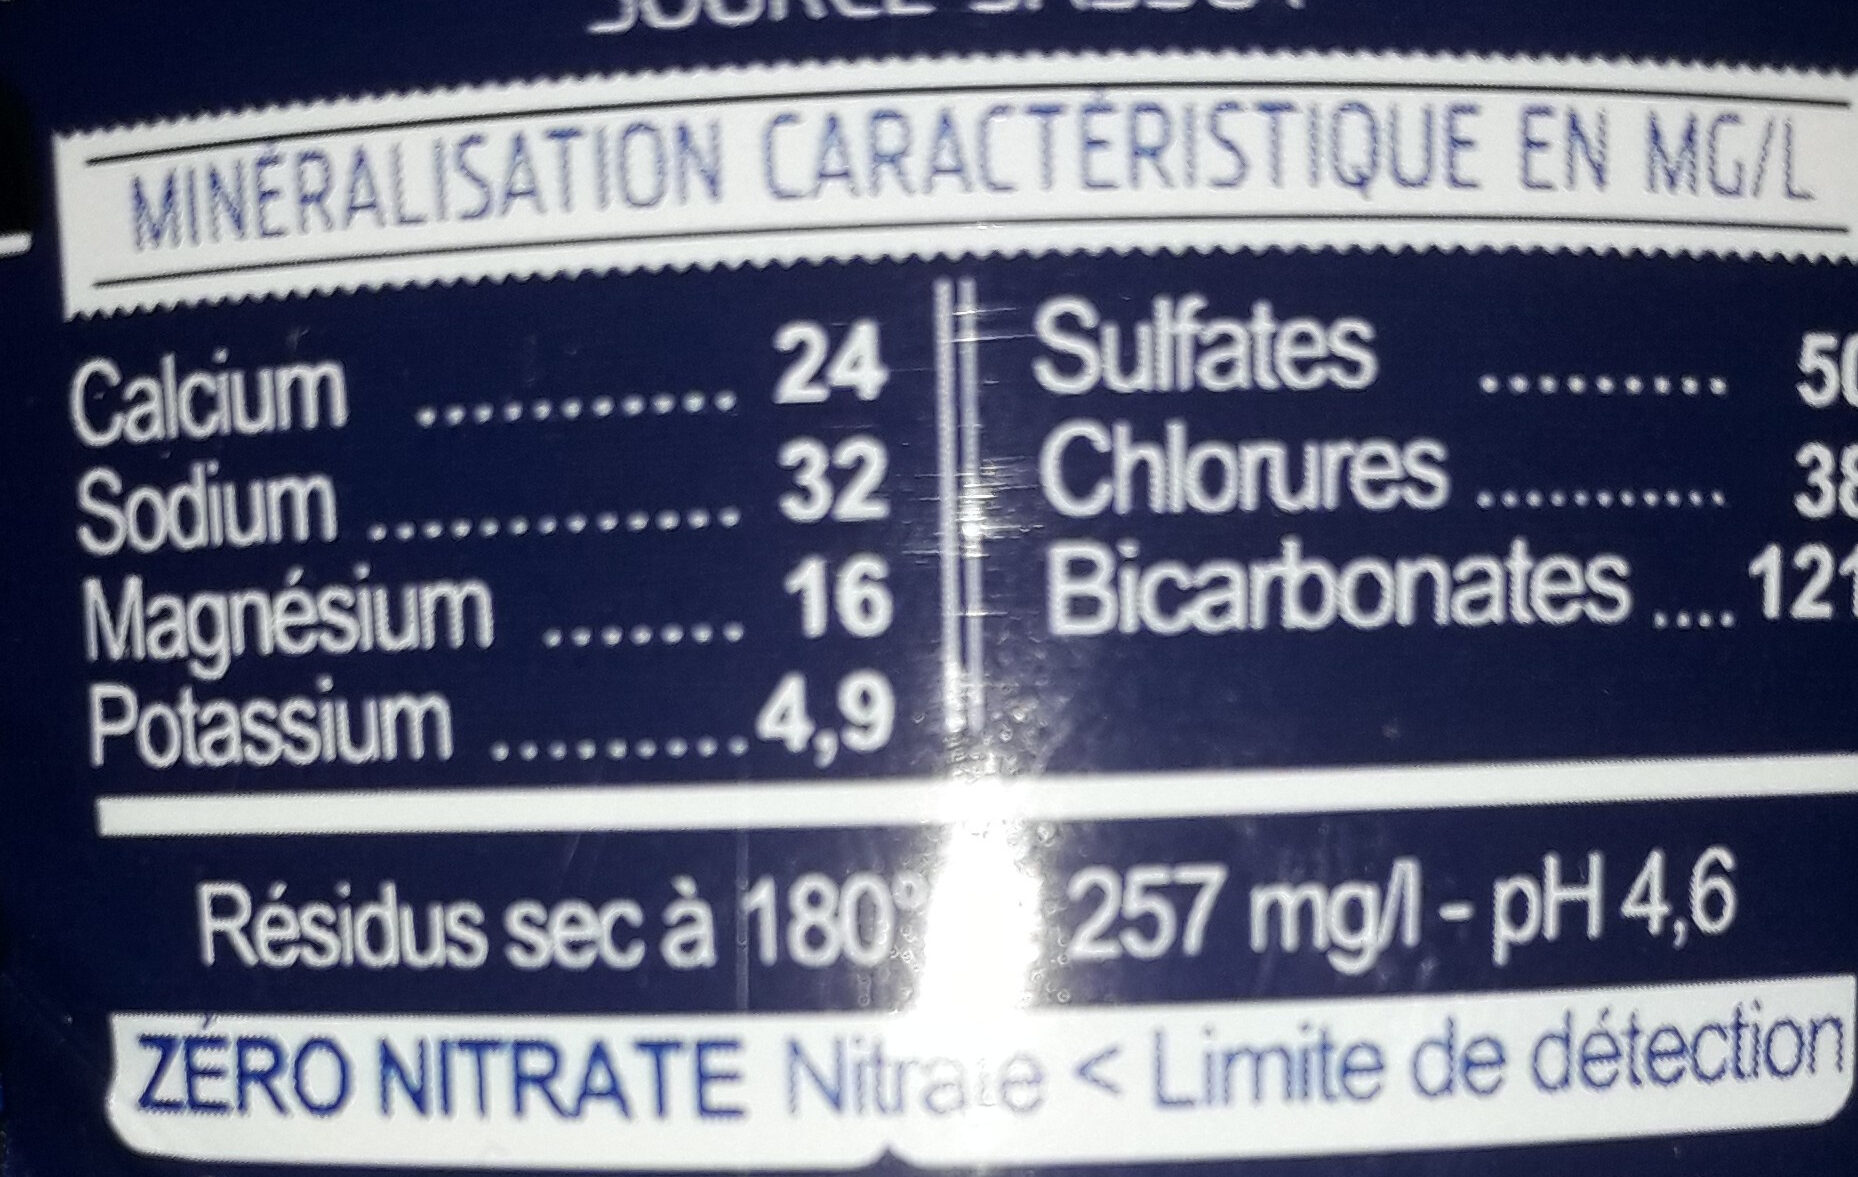 SOURCE
MINÉRALISATION CARACTÉRISTIQUE EN MG/L
Calcium ........... 24
Sodium ............. 32
Magnésium ....... 16
Potassium .........4,9
Sulfates .........
Chlorures ...........
Bicarbonates ....
Résidus sec à 180° 257 mg/l - pH 4,6
ZÉRO NITRATE Nitrate < Limite de détection